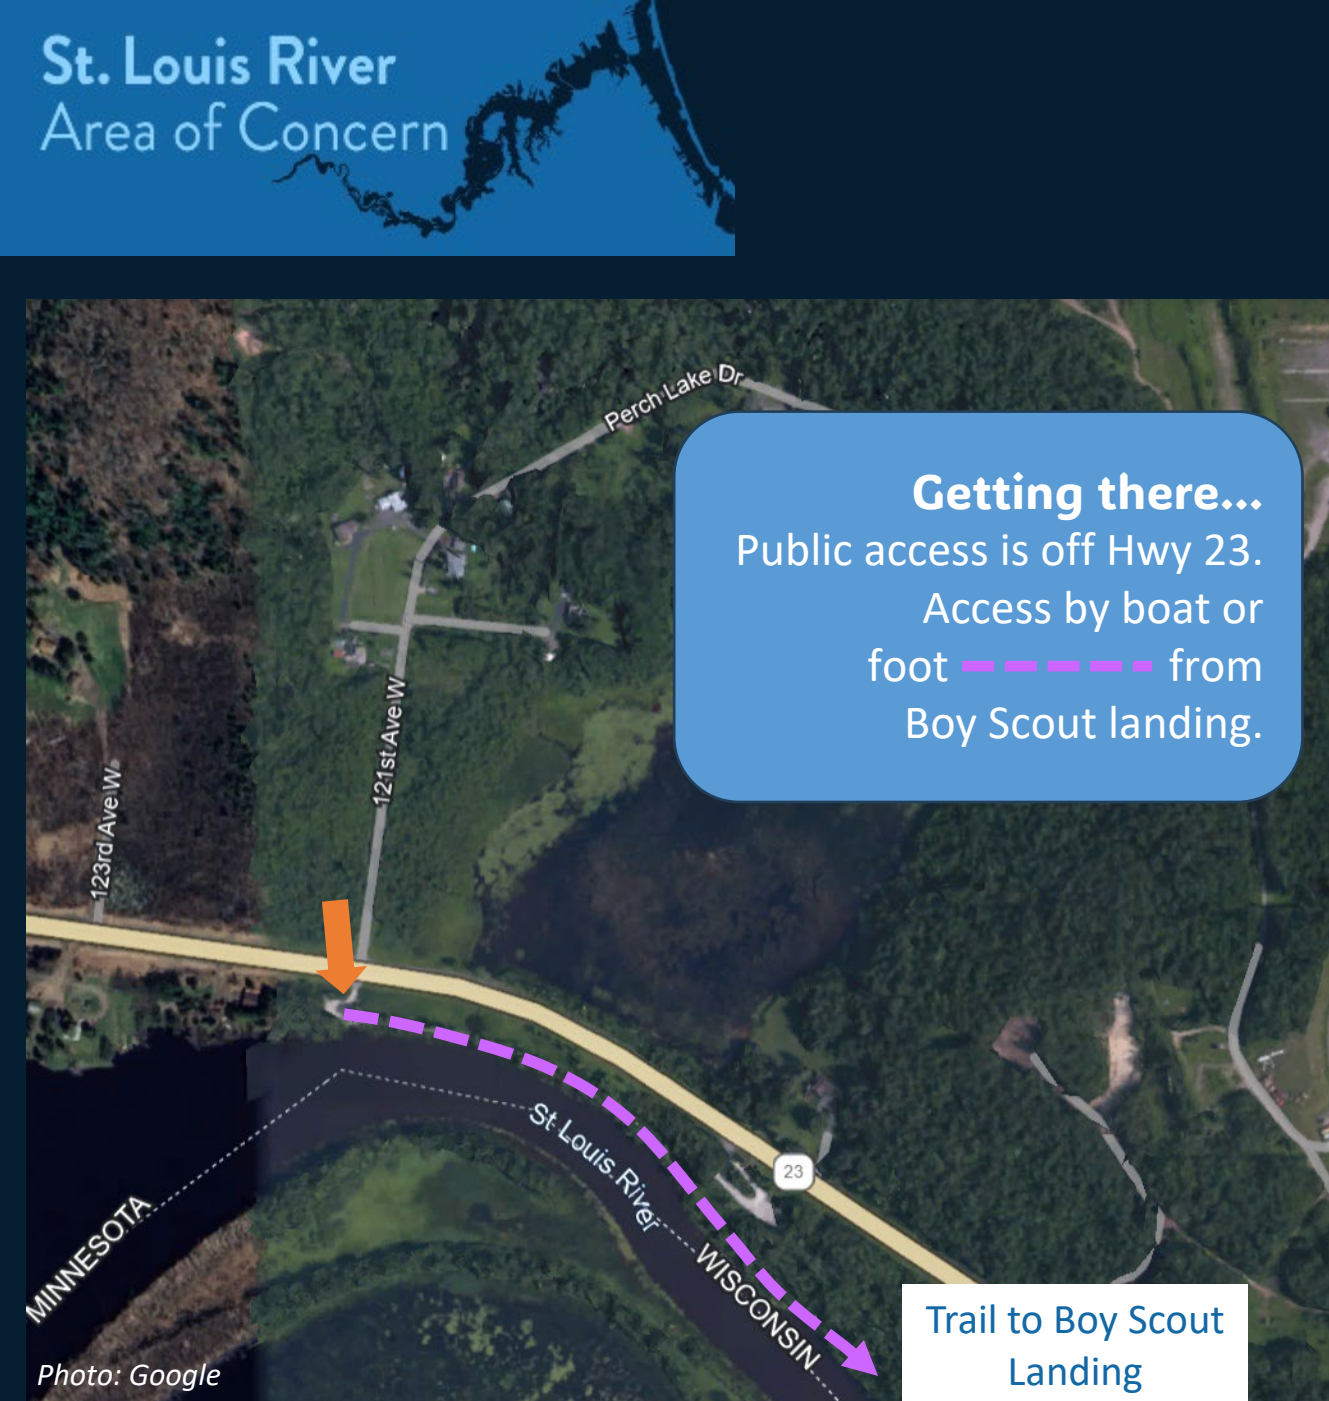 St. Louis River
Area of Concern
Perch Lake Dr
Getting there...
Public access is off Hwy 23.
Access by boat or
foot from
Boy Scout landing.
121st Ave W
123rd Ave W
St Louis River
23
MINNESOTA
WISCONSIN
Trail to Boy Scout
Landing
Photo: Google